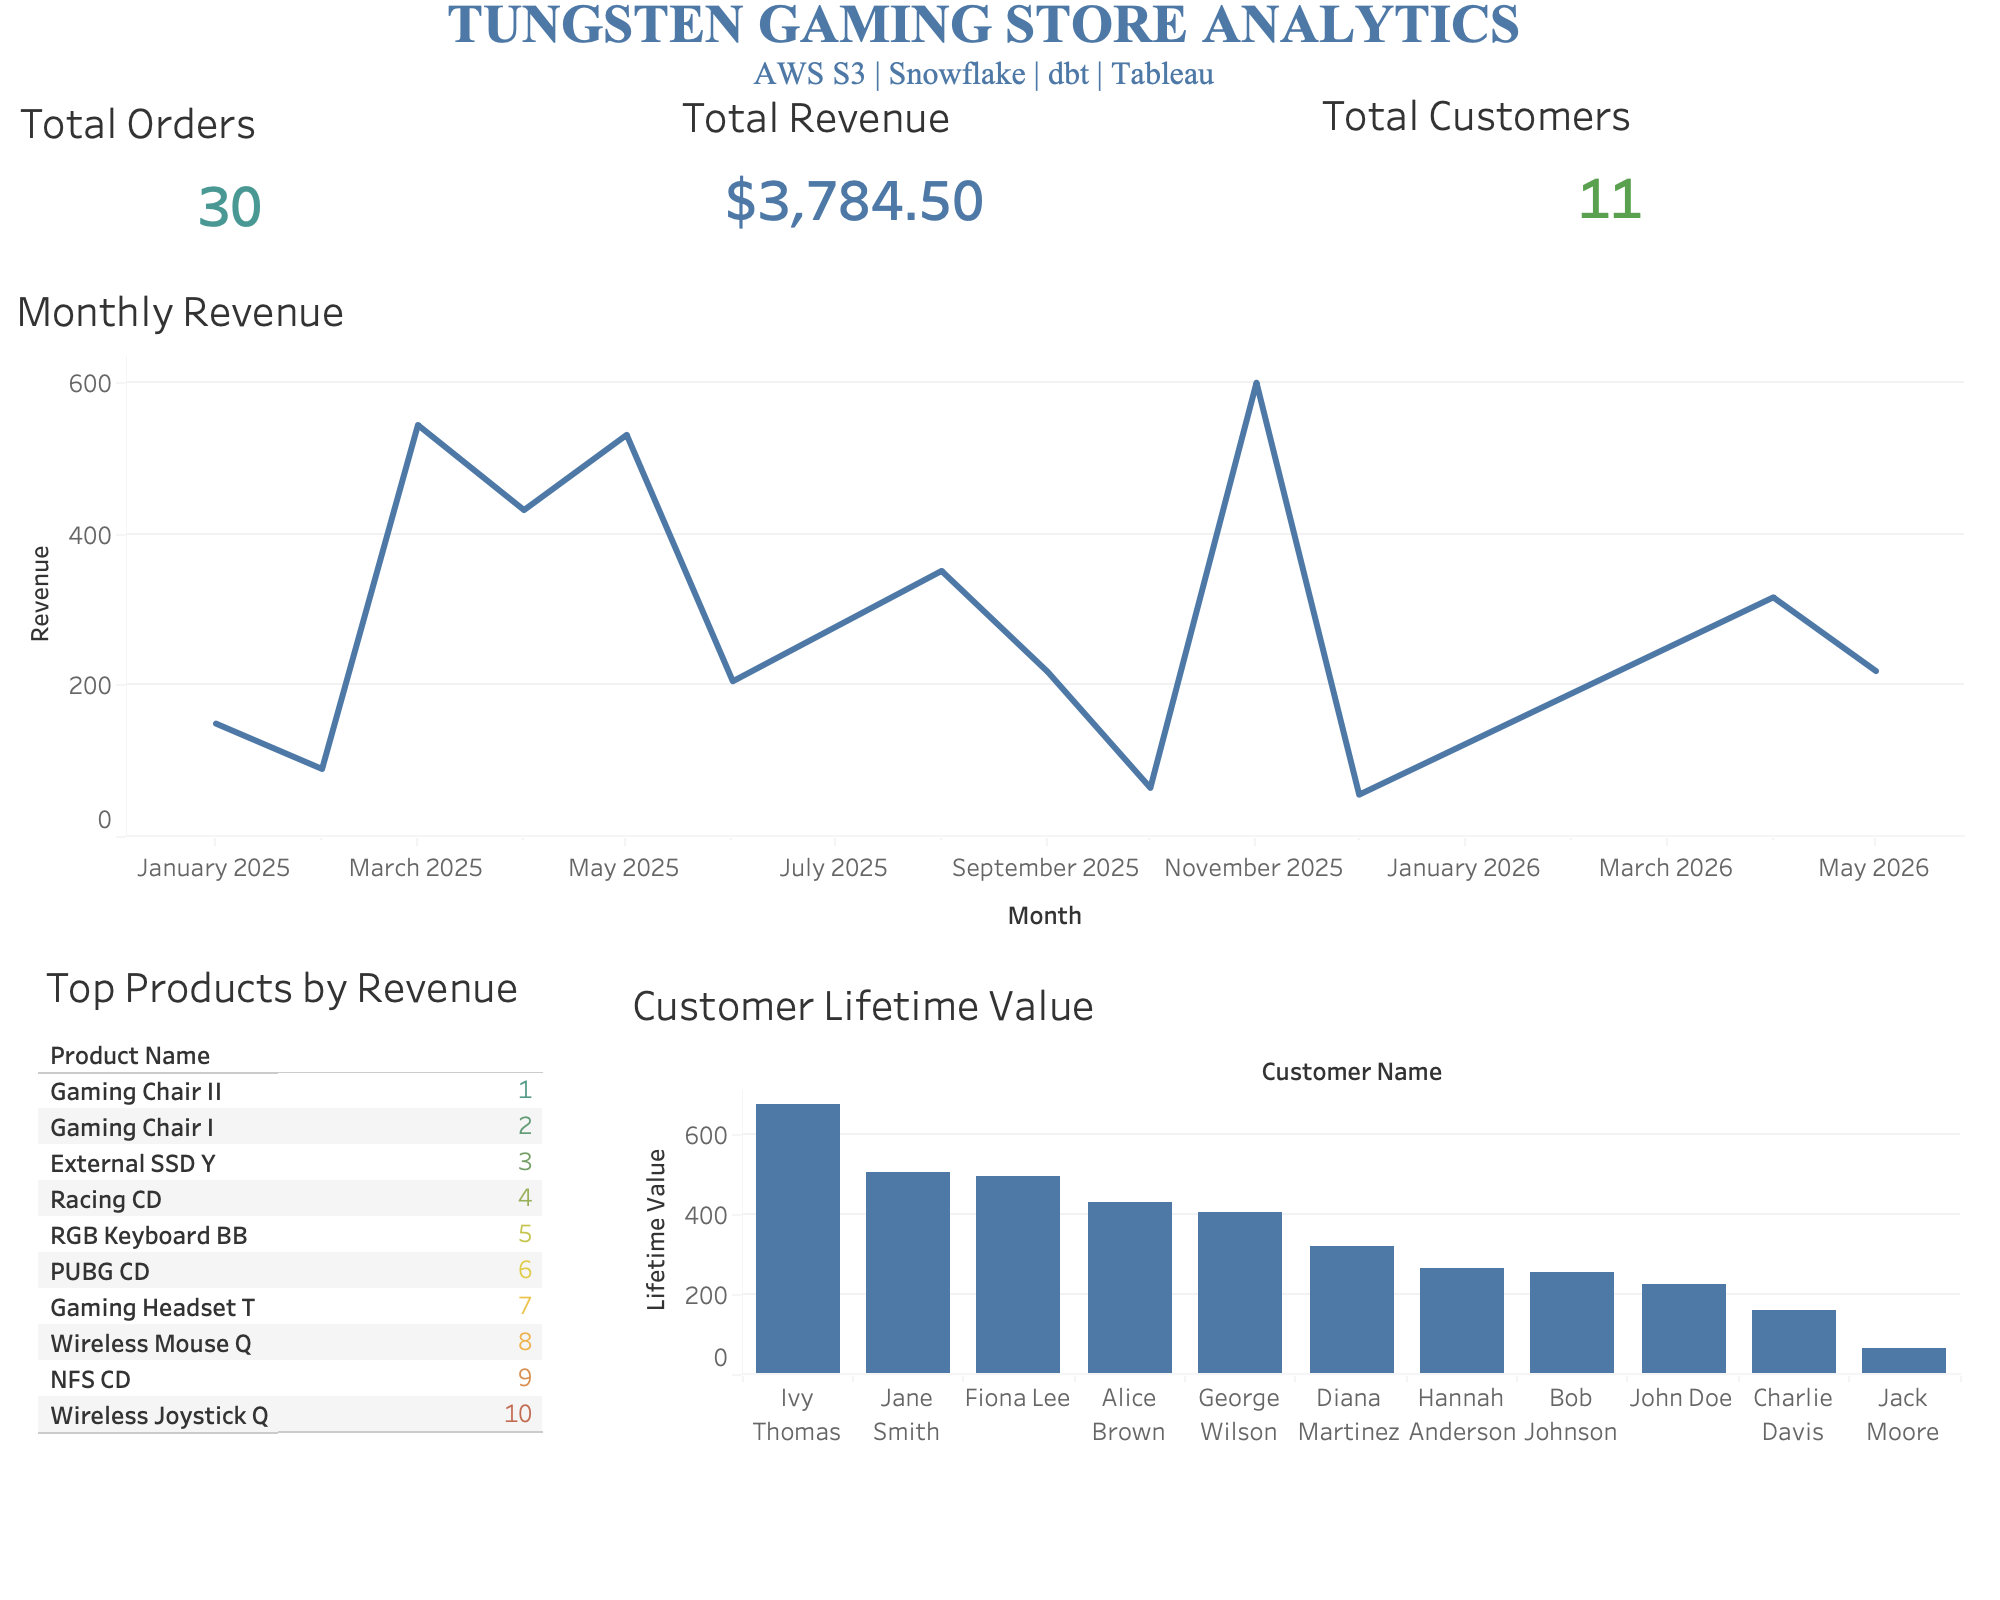 TUNGSTEN GAMING STORE ANALYTICS
AWS S3 | Snowflake | dbt | Tableau
Total Orders
30
Total Revenue
$3,784.50
Total Customers
11
Monthly Revenue
Revenue
600
400
200
0
January 2025
March 2025
May 2025
July 2025
September 2025
November 2025
January 2026
March 2026
May 2026
Month
Top Products by Revenue
Product Name
Gaming Chair II 1
Gaming Chair I 2
External SSD Y 3
Racing CD 4
RGB Keyboard BB 5
PUBG CD 6
Gaming Headset T 7
Wireless Mouse Q 8
NFS CD 9
Wireless Joystick Q 10
Customer Lifetime Value
Customer Name
Lifetime Value
600
400
200
0
Ivy
Thomas
Jane
Smith
Fiona Lee
Alice
Brown
George
Wilson
Diana
Martinez
Hannah
Anderson
Bob
Johnson
John Doe
Charlie
Davis
Jack
Moore